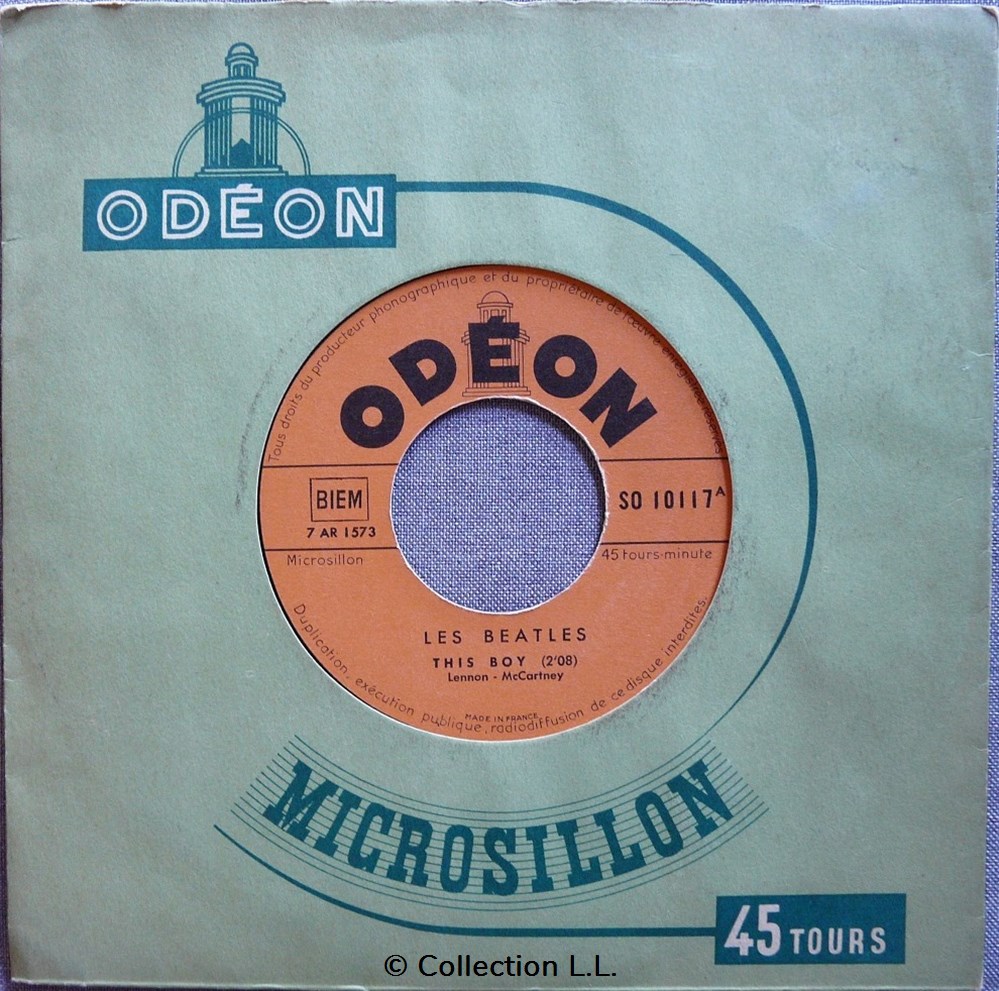 ODÉON
Tous droits du producteur phonographique et du propriétaire de l'œuvre enregistrée réservés
ODÉON
BIEM
SO 10117 A
7 AR 1573
Microsillon
45 tours-minute
LES BEATLES
THIS BOY (2'08)
Lennon - McCartney
MADE IN FRANCE
Duplication, exécution publique, radiodiffusion de ce disque interdites.
MICROSILLON
45 TOURS
© Collection L.L.